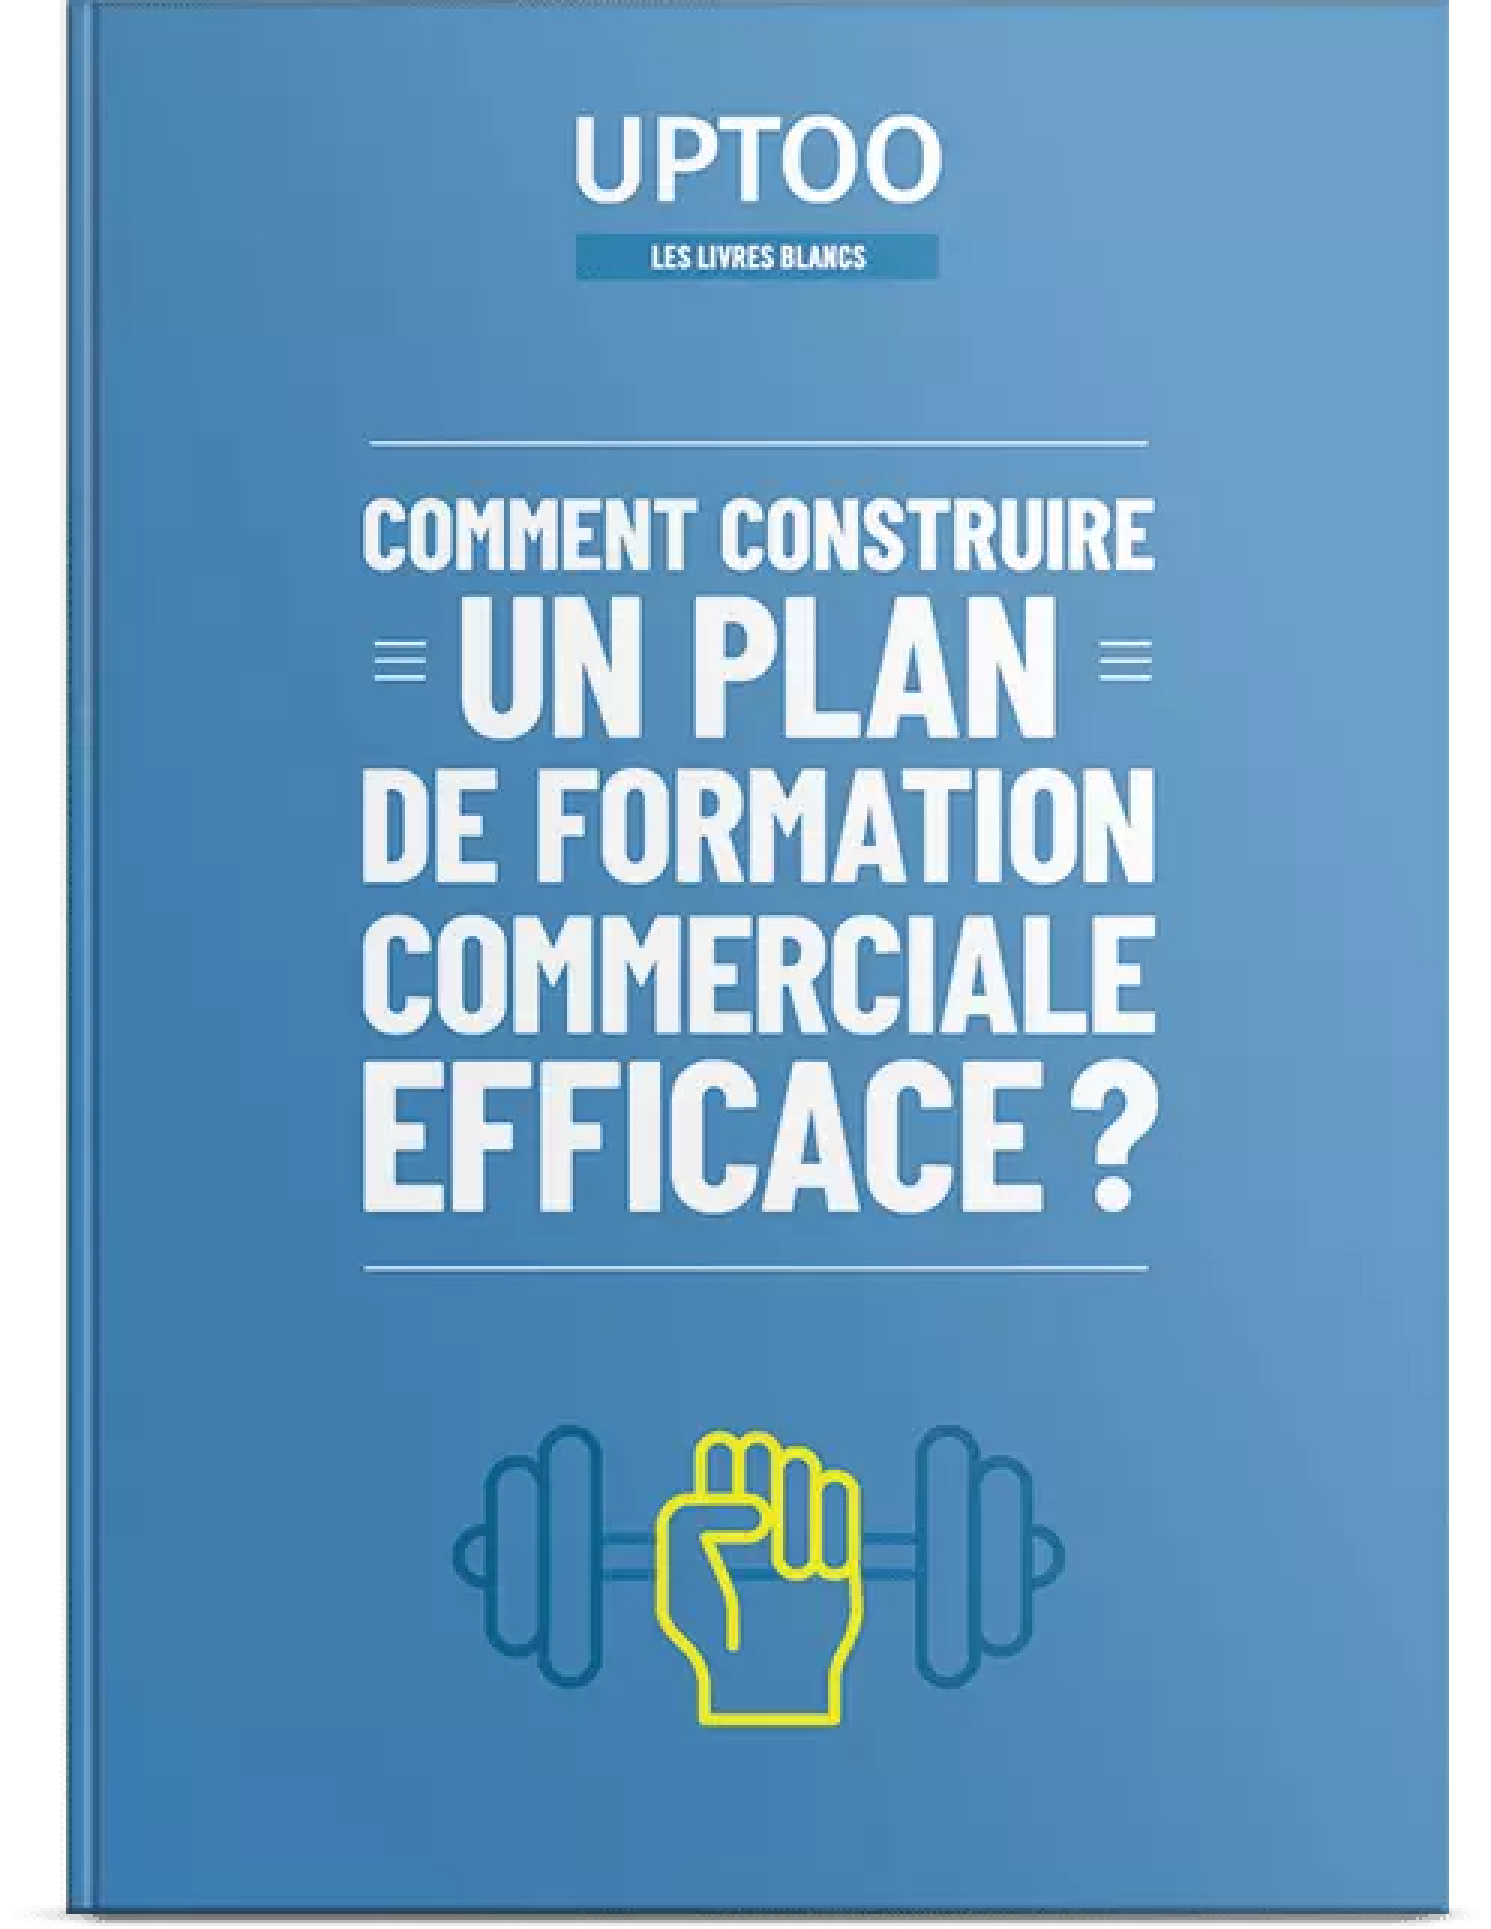 UPTOO
LES LIVRES BLANCS
COMMENT CONSTRUIRE
UN PLAN
DE FORMATION
COMMERCIALE
EFFICACE ?